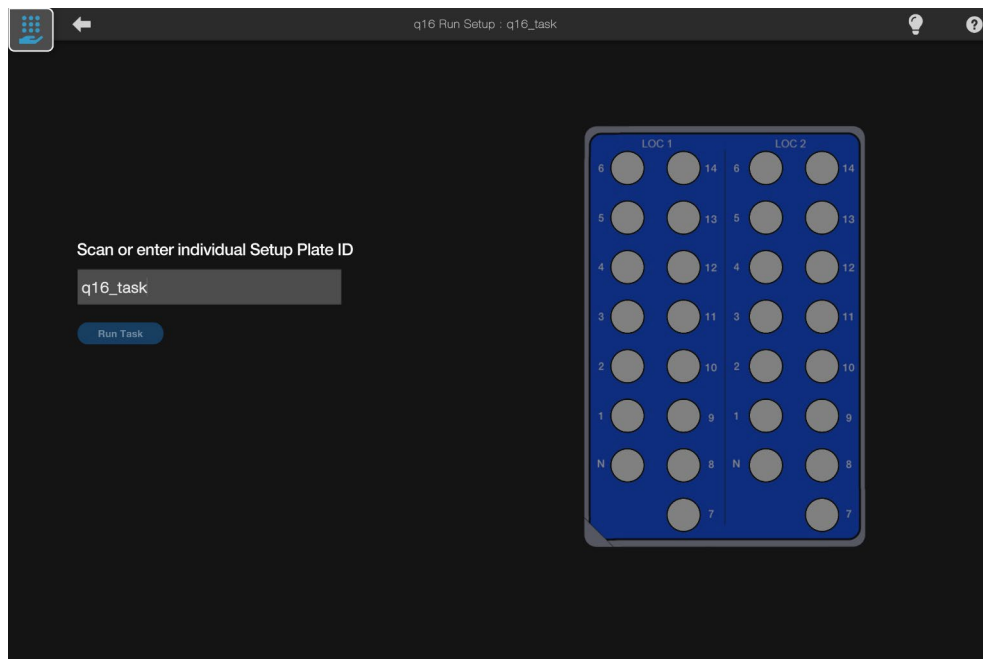 q16 Run Setup : q16_task
?
Scan or enter individual Setup Plate ID
q16_task
Run Task
LOC 1 LOC 2
6 14 6 14
5 13 5 13
4 12 4 12
3 11 3 11
2 10 2 10
1 9 1 9
N 8 N 8
7 7